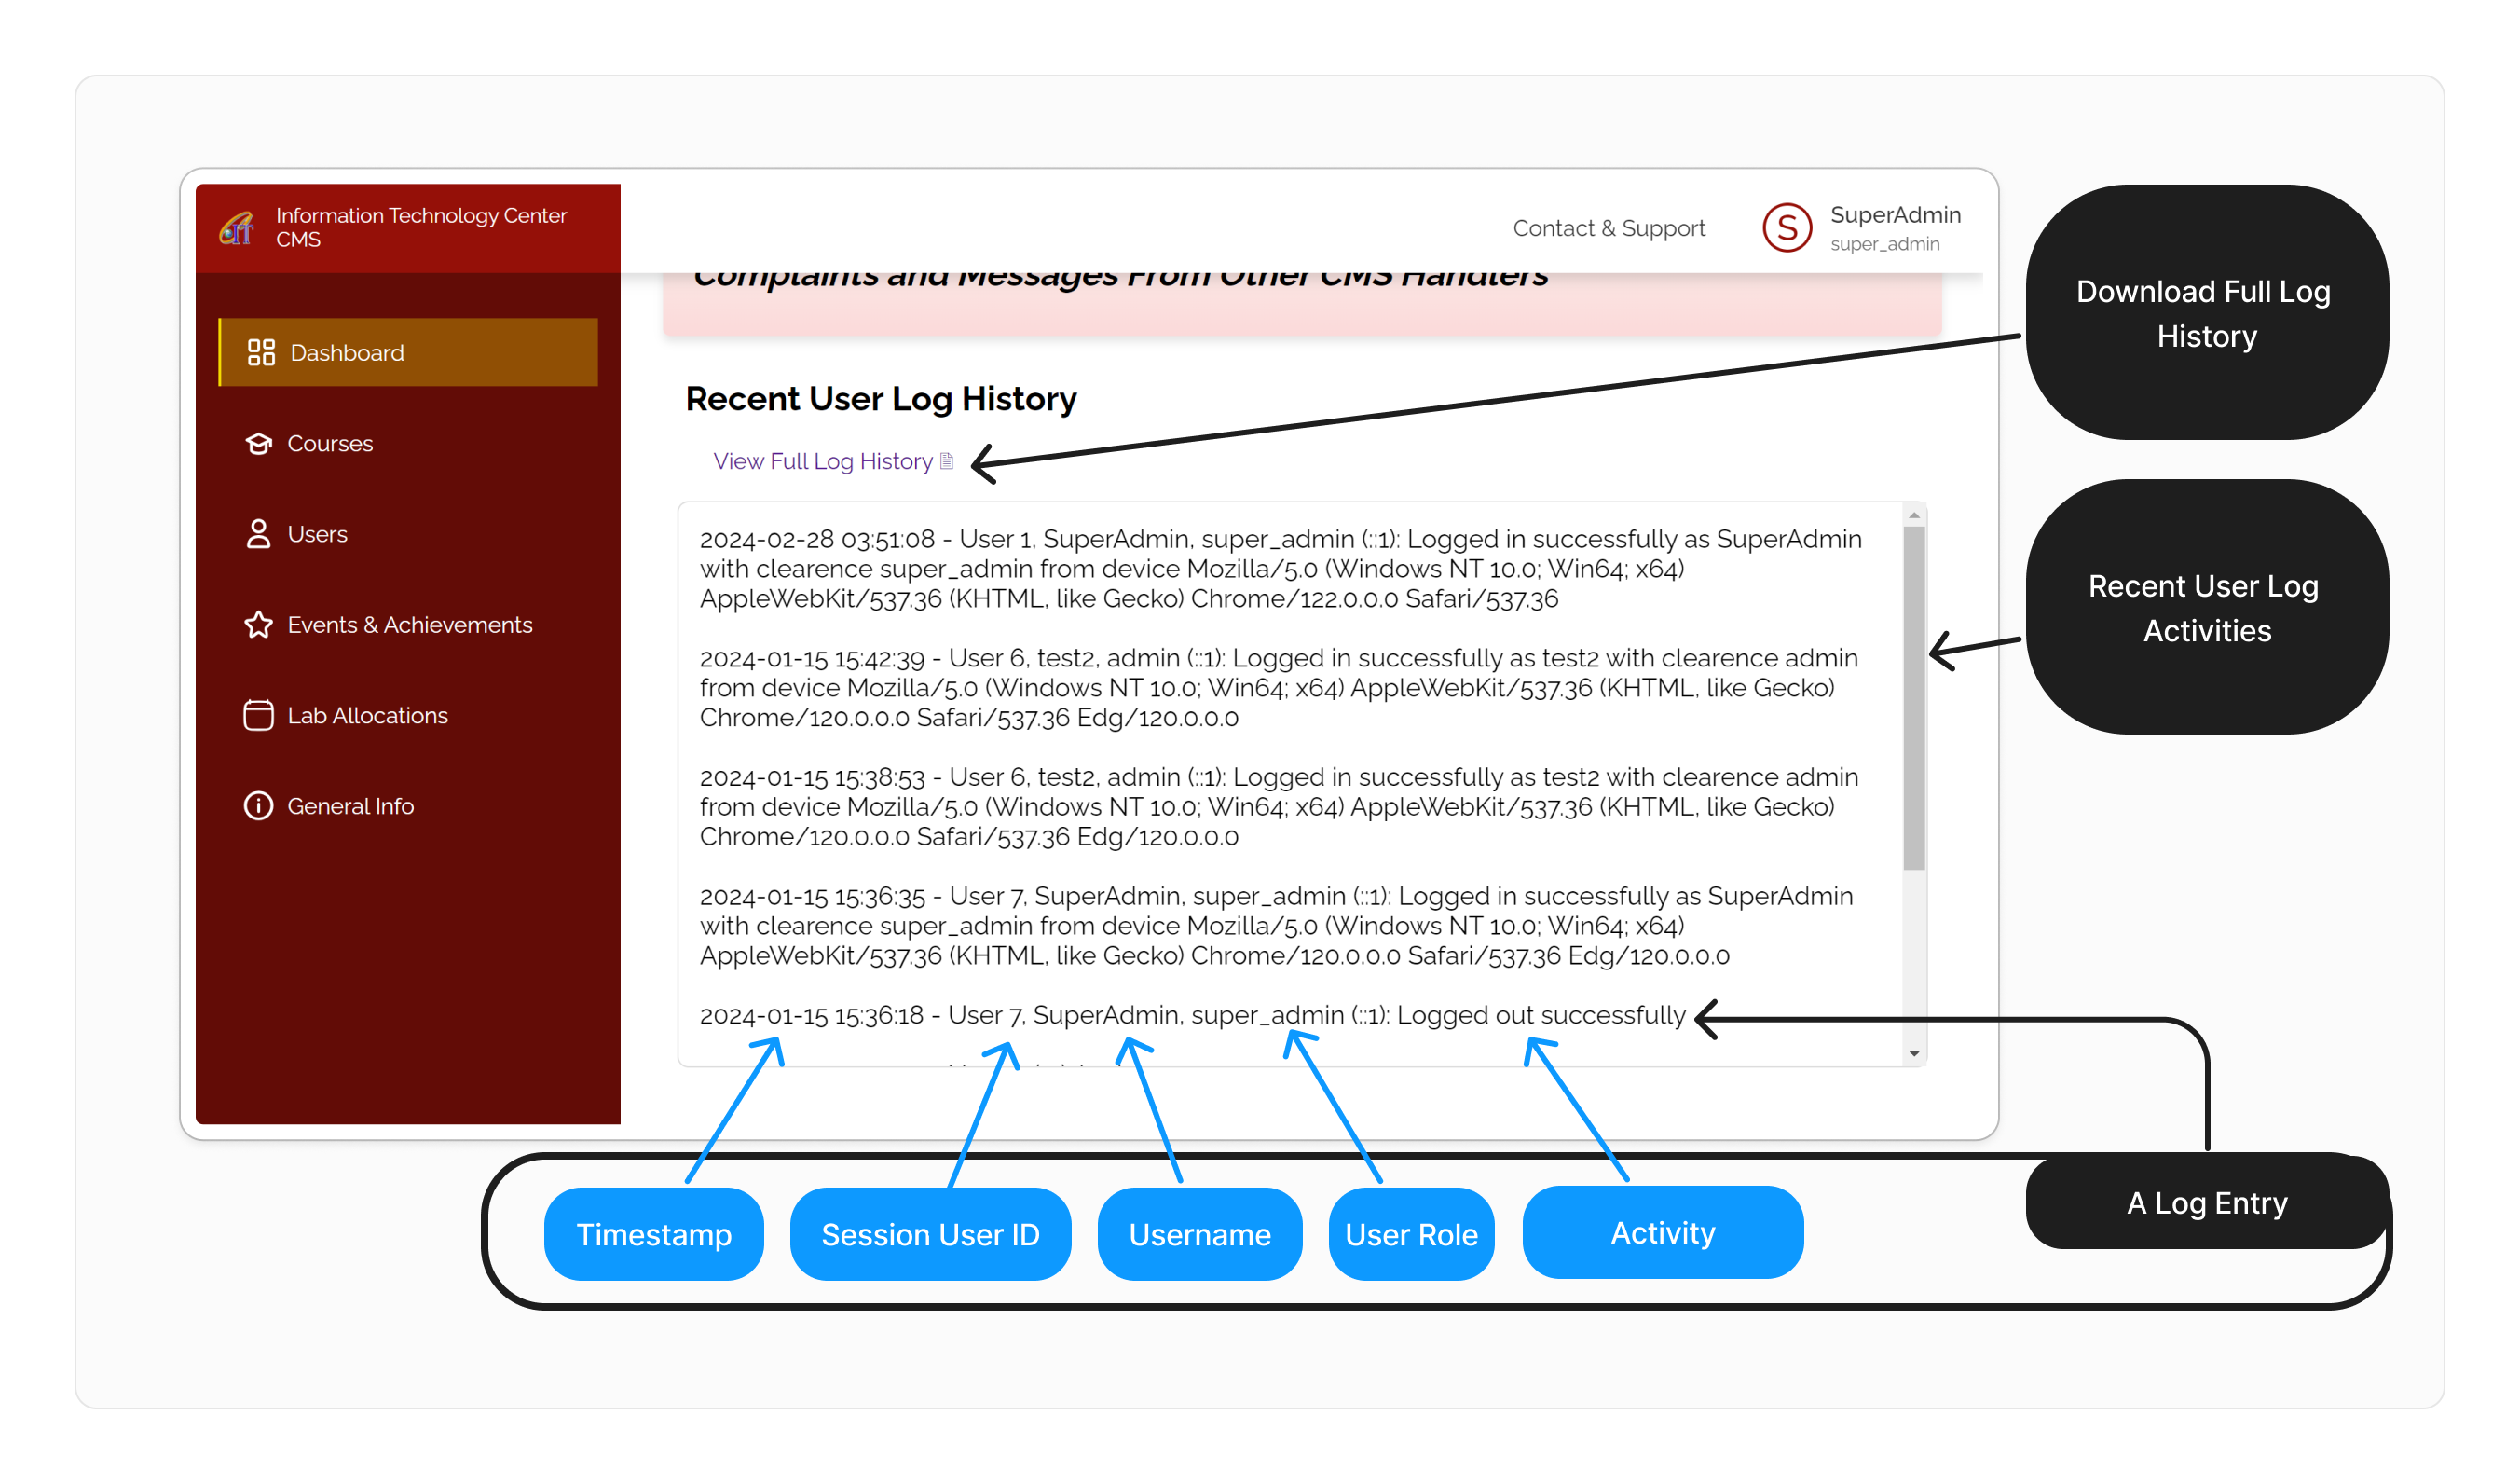 Information Technology Center
CMS
Contact & Support
SuperAdmin
super_admin
S
Dashboard
Courses
Users
Events & Achievements
Lab Allocations
General Info
Complaints and Messages From Other CMS Handlers
Recent User Log History
View Full Log History
2024-02-28 03:51:08 - User 1, SuperAdmin, super_admin (::1): Logged in successfully as SuperAdmin
with clearence super_admin from device Mozilla/5.0 (Windows NT 10.0; Win64; x64)
AppleWebKit/537.36 (KHTML, like Gecko) Chrome/122.0.0.0 Safari/537.36
2024-01-15 15:42:39 - User 6, test2, admin (::1): Logged in successfully as test2 with clearence admin
from device Mozilla/5.0 (Windows NT 10.0; Win64; x64) AppleWebKit/537.36 (KHTML, like Gecko)
Chrome/120.0.0.0 Safari/537.36 Edg/120.0.0.0
2024-01-15 15:38:53 - User 6, test2, admin (::1): Logged in successfully as test2 with clearence admin
from device Mozilla/5.0 (Windows NT 10.0; Win64; x64) AppleWebKit/537.36 (KHTML, like Gecko)
Chrome/120.0.0.0 Safari/537.36 Edg/120.0.0.0
2024-01-15 15:36:35 - User 7, SuperAdmin, super_admin (::1): Logged in successfully as SuperAdmin
with clearence super_admin from device Mozilla/5.0 (Windows NT 10.0; Win64; x64)
AppleWebKit/537.36 (KHTML, like Gecko) Chrome/120.0.0.0 Safari/537.36 Edg/120.0.0.0
2024-01-15 15:36:18 - User 7, SuperAdmin, super_admin (::1): Logged out successfully
Download Full Log
History
Recent User Log
Activities
A Log Entry
Timestamp
Session User ID
Username
User Role
Activity